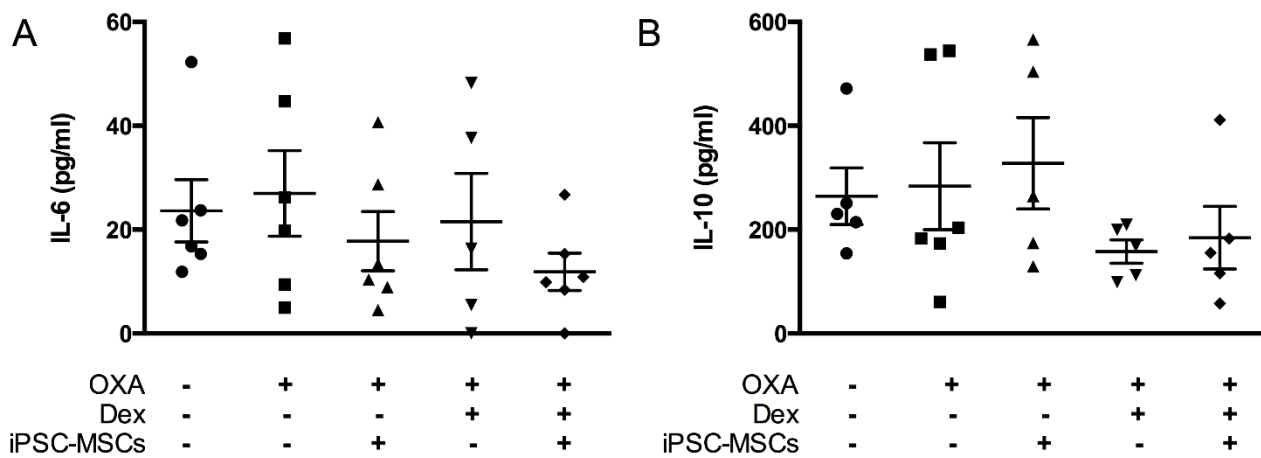 A
IL-6 (pg/ml)
60
40
20
0
OXA - + + + +
Dex - - - + +
iPSC-MSCs - - + - +
B
IL-10 (pg/ml)
600
400
200
0
OXA - + + + +
Dex - - - + +
iPSC-MSCs - - + - +